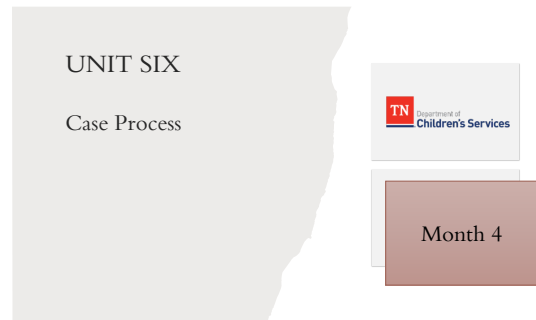 UNIT SIX
Case Process
TN
Department of
Children's Services
Month 4